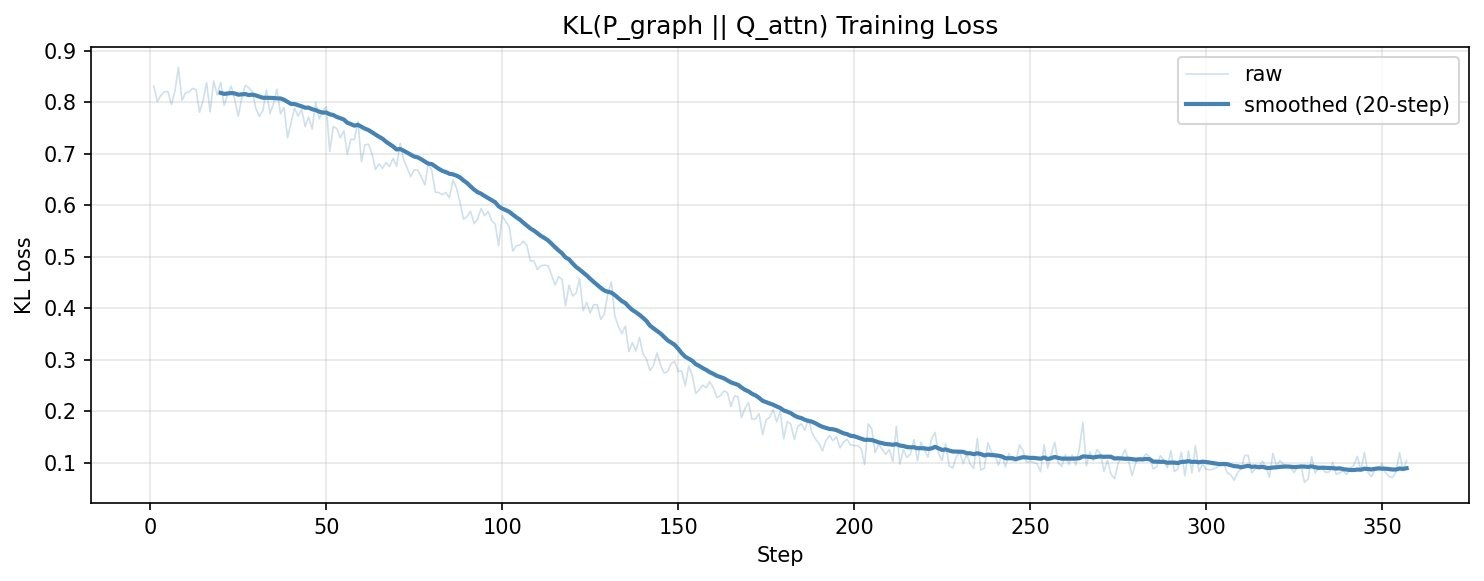 KL(P_graph || Q_attn) Training Loss
raw
smoothed (20-step)
KL Loss
0.9
0.8
0.7
0.6
0.5
0.4
0.3
0.2
0.1
0 50 100 150 200 250 300 350
Step